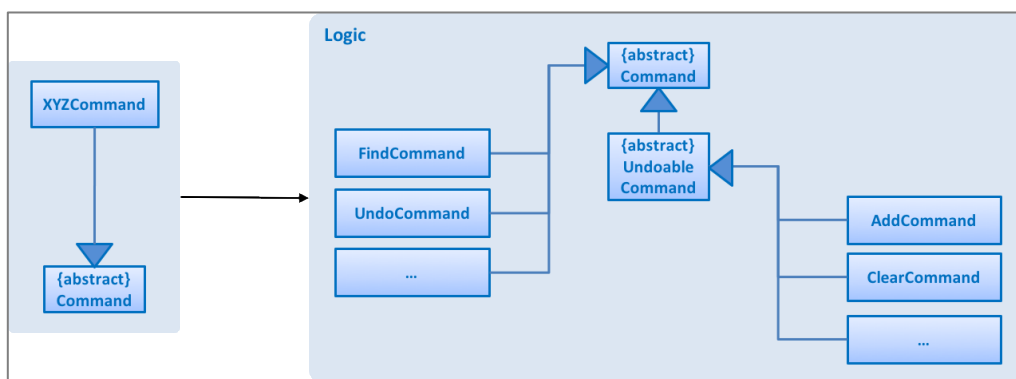 XYZCommand
{abstract}
Command
Logic
{abstract}
Command
{abstract}
Undoable
Command
FindCommand
UndoCommand
...
AddCommand
ClearCommand
...